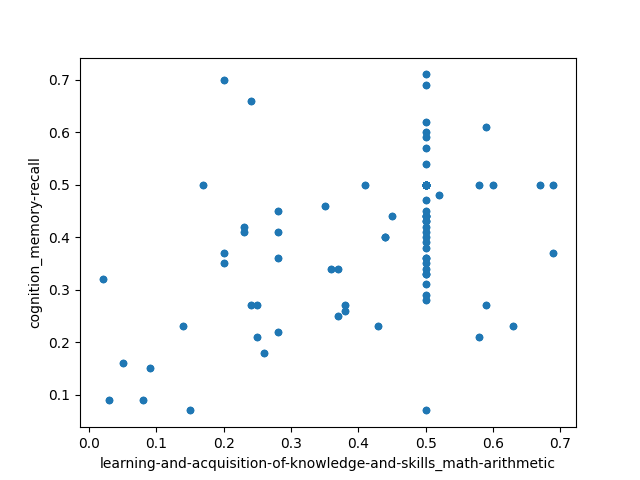 0.7
0.6
0.5
0.4
0.3
0.2
0.1
cognition_memory-recall
0.0 0.1 0.2 0.3 0.4 0.5 0.6 0.7
learning-and-acquisition-of-knowledge-and-skills_math-arithmetic